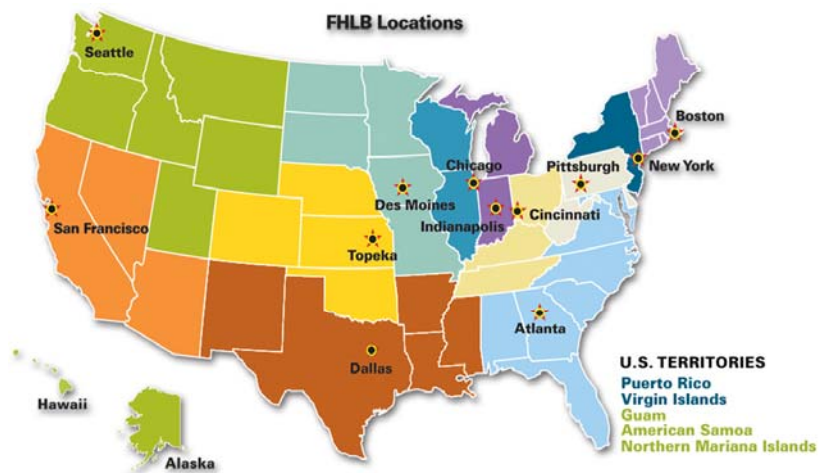 FHLB Locations
Seattle
Boston
Chicago
Pittsburgh
New York
Des Moines
Cincinnati
Indianapolis
San Francisco
Topeka
Atlanta
Dallas
U.S. TERRITORIES
Puerto Rico
Virgin Islands
Guam
American Samoa
Northern Mariana Islands
Hawaii
Alaska